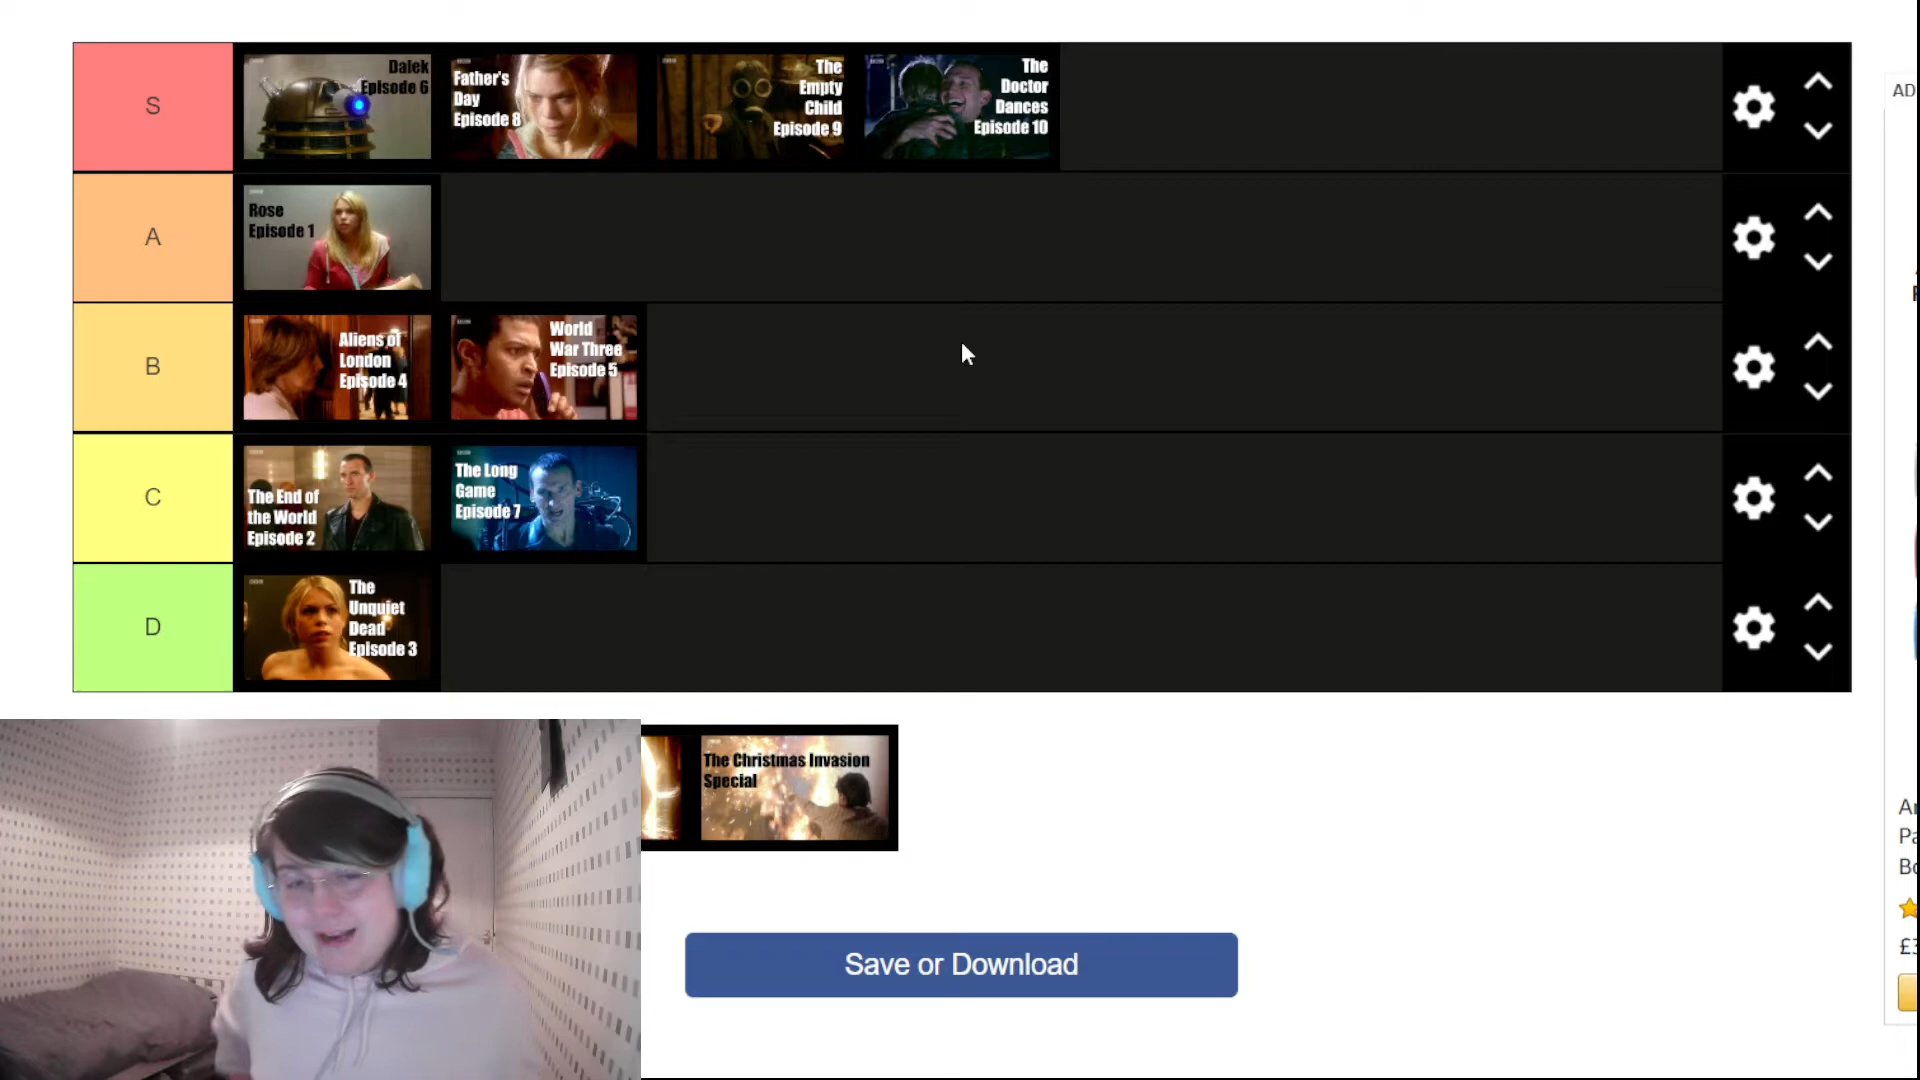 S
Dalek
Episode 6
Father's
Day
Episode 8
The
Empty
Child
Episode 9
The
Doctor
Dances
Episode 10
A
Rose
Episode 1
B
Aliens of
London
Episode 4
World
War Three
Episode 5
C
The End of
the World
Episode 2
The Long
Game
Episode 7
D
The
Unquiet
Dead
Episode 3
The Christmas Invasion
Special
Save or Download
AD
£3